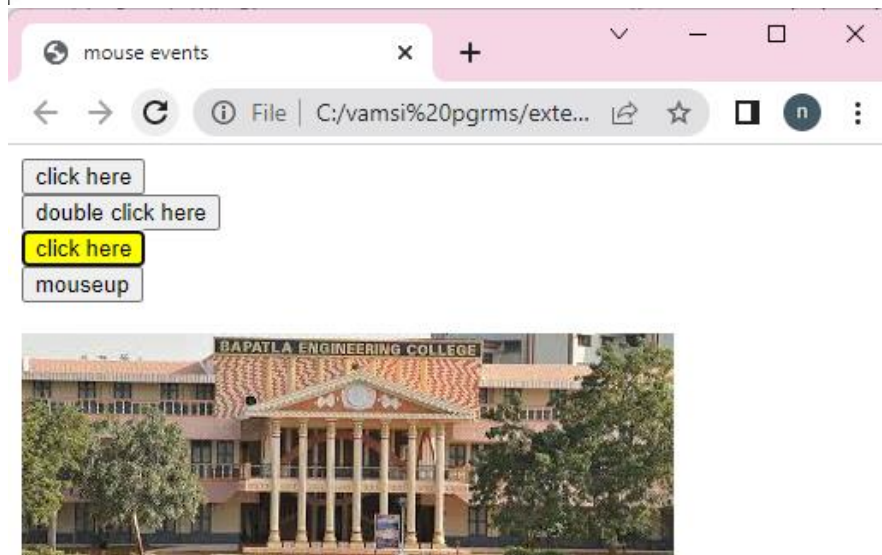 mouse events
File | C:/vamsi%20pgrms/exte...
n
click here
double click here
click here
mouseup
BAPATLA ENGINEERING COLLEGE